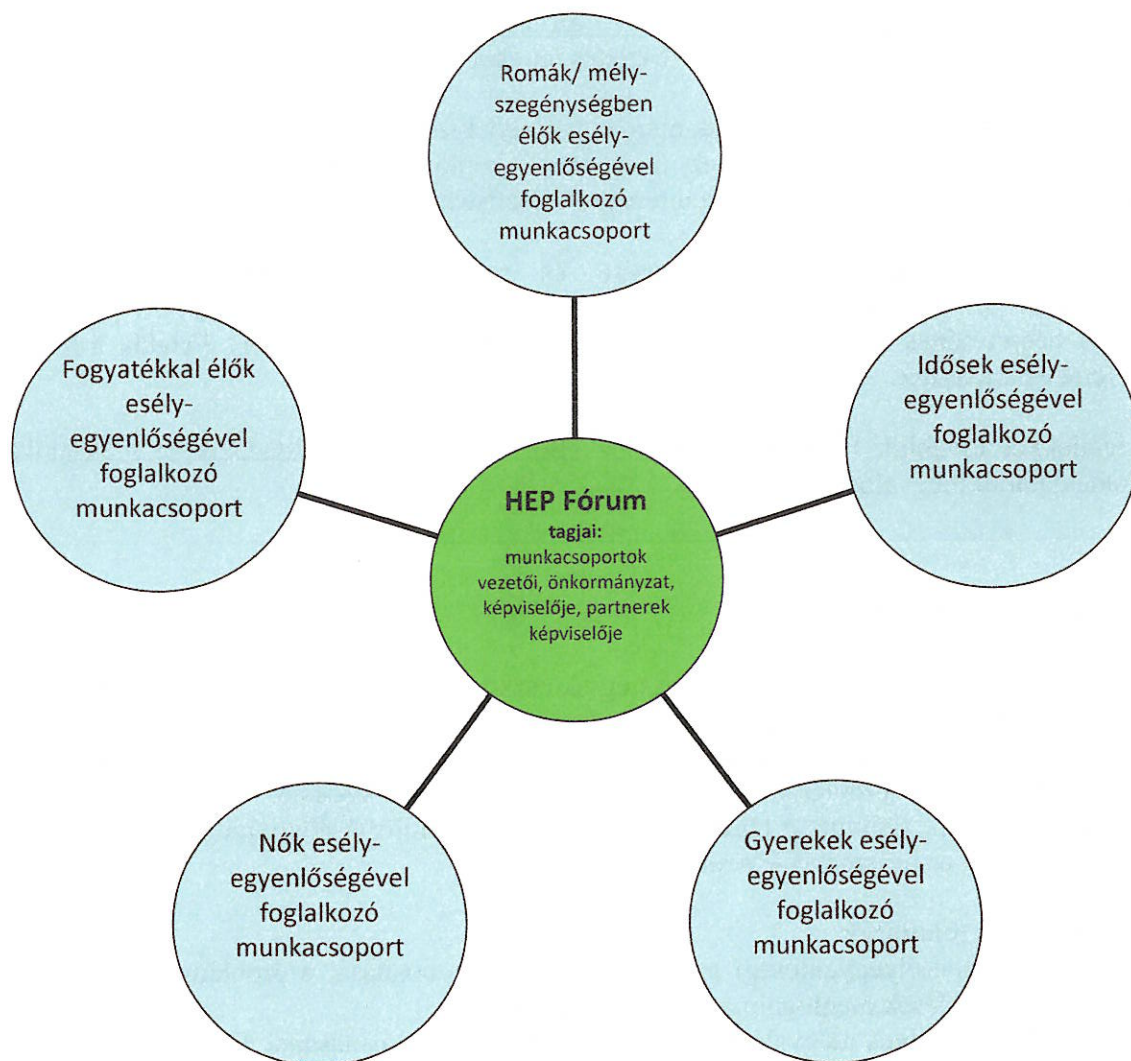 Romák/ mély-
szegénységben
élők esély-
egyenlőségével
foglalkozó
munkacsoport
Fogyatékkal élők
esély-
egyenlőségével
foglalkozó
munkacsoport
Idősek esély-
egyenlőségével
foglalkozó
munkacsoport
HEP Fórum
tagjai:
munkacsoportok
vezetői, önkormányzat,
képviselője, partnerek
képviselője
Nők esély-
egyenlőségével
foglalkozó
munkacsoport
Gyerekek esély-
egyenlőségével
foglalkozó
munkacsoport